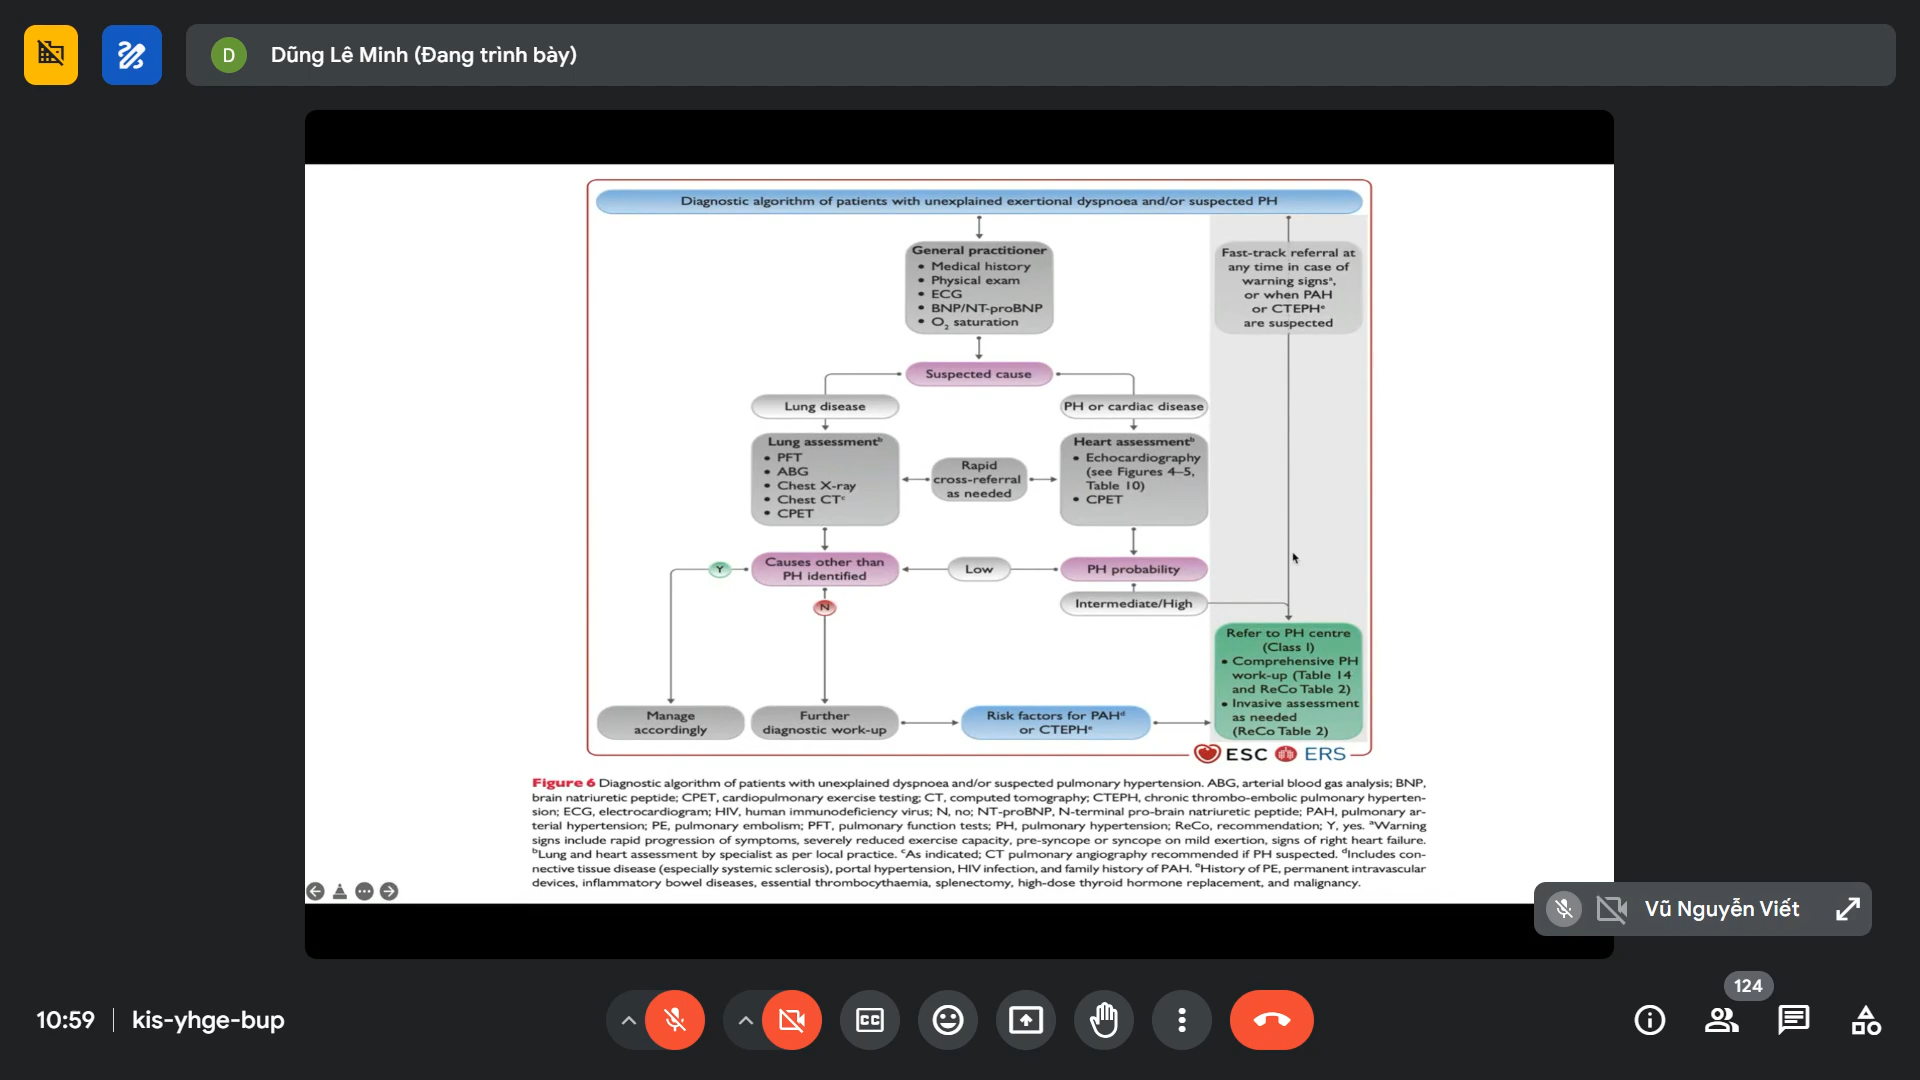 D Dũng Lê Minh (Đang trình bày)
Diagnostic algorithm of patients with unexplained exertional dyspnoea and/or suspected PH
General practitioner
• Medical history
• Physical exam
• ECG
• BNP/NT-proBNP
• O₂ saturation
Fast-track referral at
any time in case of
warning signsᵃ,
or when PAH
or CTEPHᵉ
are suspected
Suspected cause
Lung disease
PH or cardiac disease
Lung assessmentᵇ
• PFT
• ABG
• Chest X-ray
• Chest CTᶜ
• CPET
Rapid
cross-referral
as needed
Heart assessmentᵇ
• Echocardiography
(see Figures 4–5,
Table 10)
• CPET
Y
Causes other than
PH identified
Low
PH probability
N
Intermediate/High
Refer to PH centre
(Class I)
• Comprehensive PH
work-up (Table 14
and ReCo Table 2)
• Invasive assessment
as needed
(ReCo Table 2)
Manage
accordingly
Further
diagnostic work-up
Risk factors for PAHᵈ
or CTEPHᵉ
ESC ERS
Figure 6 Diagnostic algorithm of patients with unexplained dyspnoea and/or suspected pulmonary hypertension. ABG, arterial blood gas analysis; BNP,
brain natriuretic peptide; CPET, cardiopulmonary exercise testing; CT, computed tomography; CTEPH, chronic thrombo-embolic pulmonary hyperten-
sion; ECG, electrocardiogram; HIV, human immunodeficiency virus; N, no; NT-proBNP, N-terminal pro-brain natriuretic peptide; PAH, pulmonary ar-
terial hypertension; PE, pulmonary embolism; PFT, pulmonary function tests; PH, pulmonary hypertension; ReCo, recommendation; Y, yes. ᵃWarning
signs include rapid progression of symptoms, severely reduced exercise capacity, pre-syncope or syncope on mild exertion, signs of right heart failure.
ᵇLung and heart assessment by specialist as per local practice. ᶜAs indicated; CT pulmonary angiography recommended if PH suspected. ᵈIncludes con-
nective tissue disease (especially systemic sclerosis), portal hypertension, HIV infection, and family history of PAH. ᵉHistory of PE, permanent intravascular
devices, inflammatory bowel diseases, essential thrombocythaemia, splenectomy, high-dose thyroid hormone replacement, and malignancy.
Vũ Nguyễn Viết
10:59 | kis-yhge-bup
CC
124